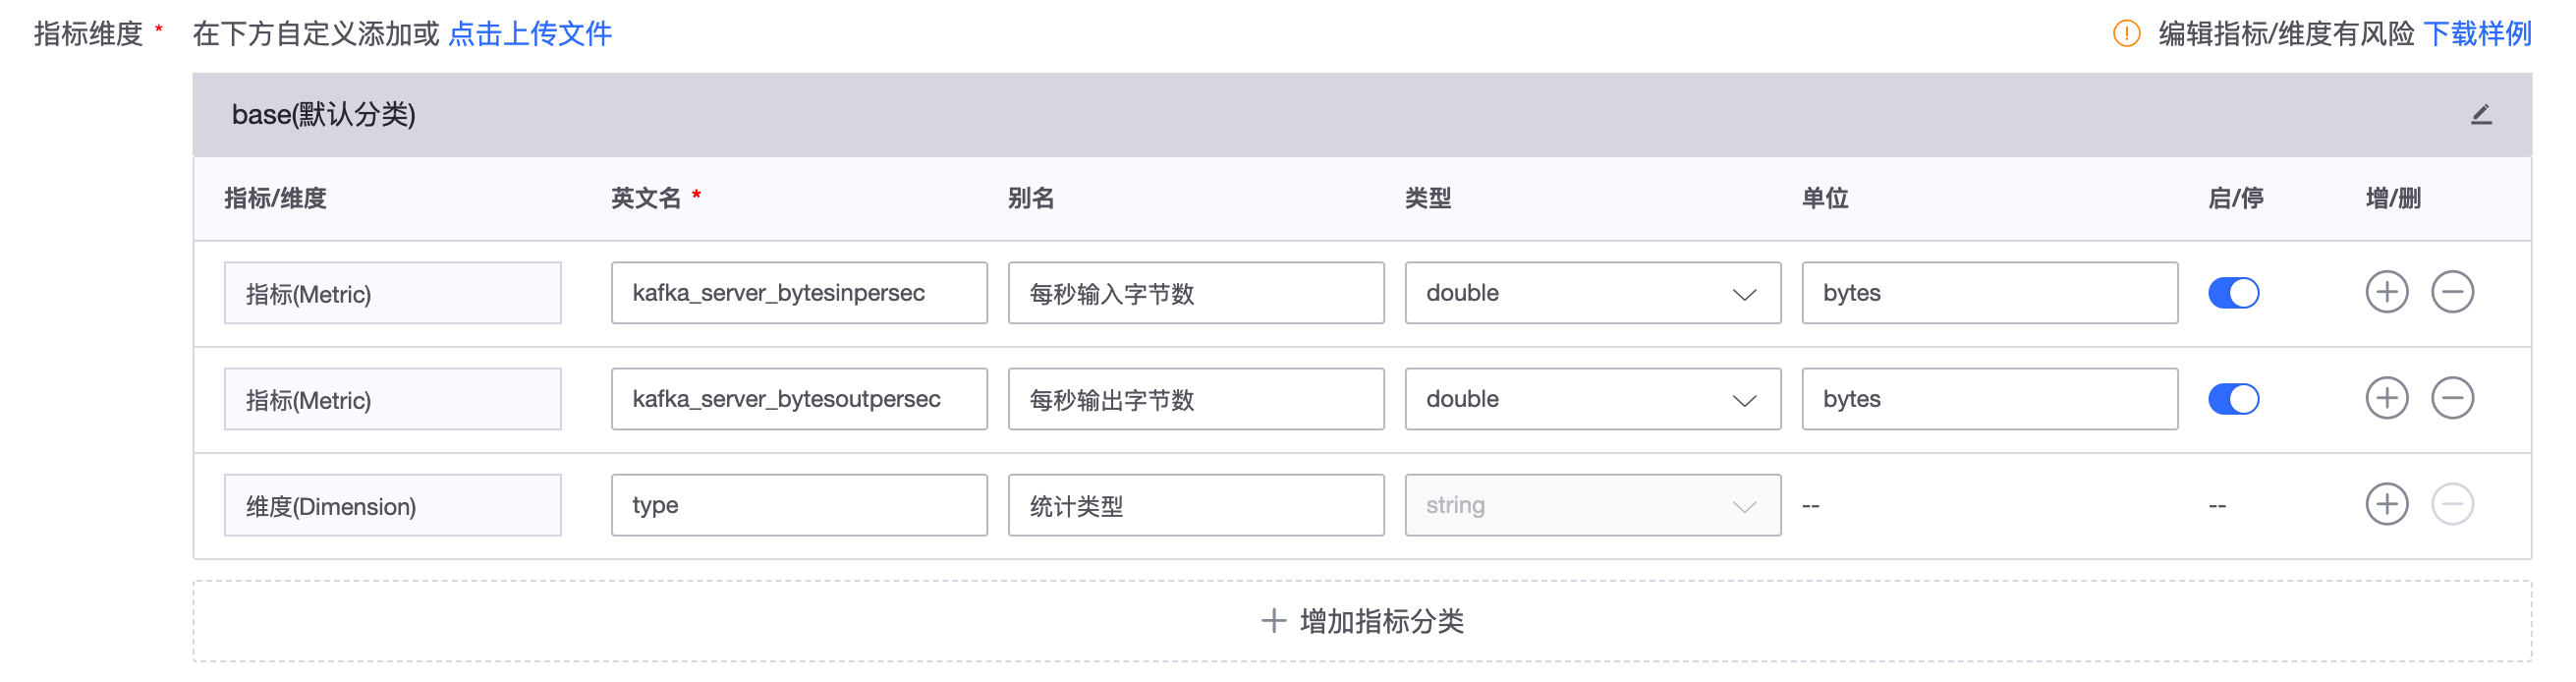 指标维度 * 在下方自定义添加或 点击上传文件 编辑指标/维度有风险 下载样例
base(默认分类)
指标/维度 英文名 * 别名 类型 单位 启/停 增/删
指标(Metric) kafka_server_bytesinpersec 每秒输入字节数 double bytes
指标(Metric) kafka_server_bytesoutpersec 每秒输出字节数 double bytes
维度(Dimension) type 统计类型 string -- --
+ 增加指标分类